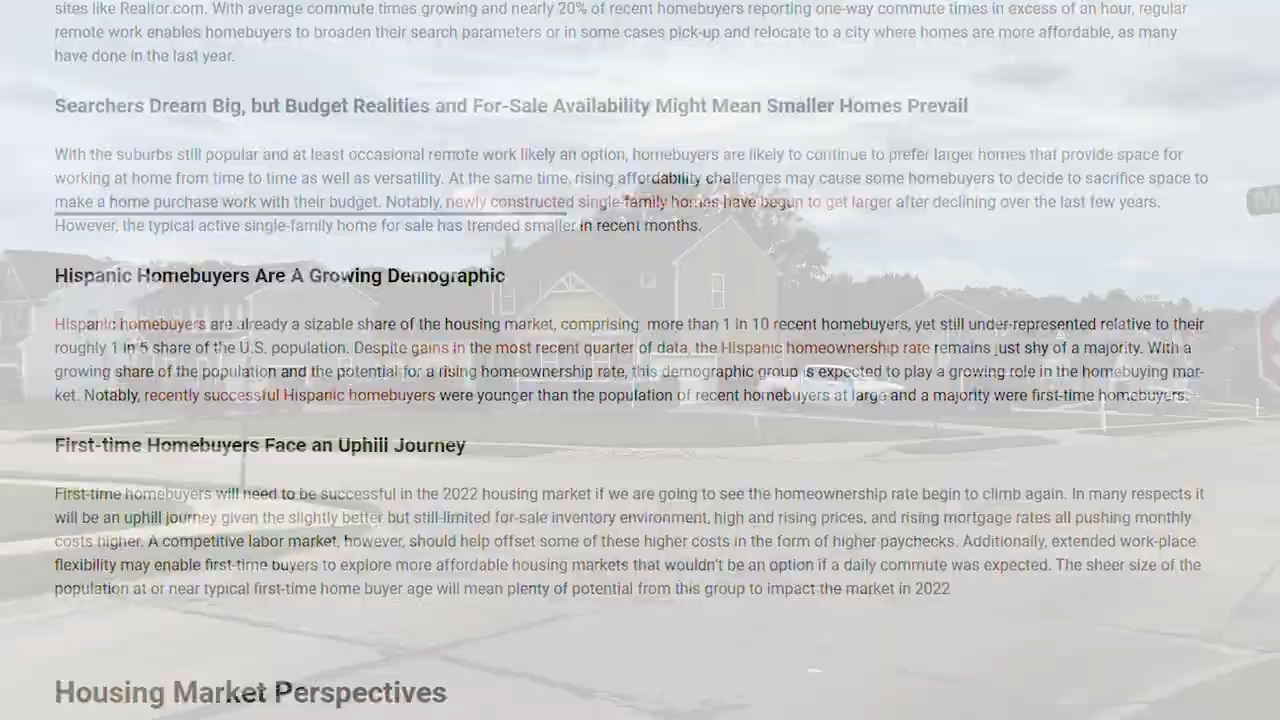 sites like Realtor.com. With average commute times growing and nearly 20% of recent homebuyers reporting one-way commute times in excess of an hour, regular
remote work enables homebuyers to broaden their search parameters or in some cases pick-up and relocate to a city where homes are more affordable, as many
have done in the last year.
Searchers Dream Big, but Budget Realities and For-Sale Availability Might Mean Smaller Homes Prevail
With the suburbs still popular and at least occasional remote work likely an option, homebuyers are likely to continue to prefer larger homes that provide space for
working at home from time to time as well as versatility. At the same time, rising affordability challenges may cause some homebuyers to decide to sacrifice space to
make a home purchase work with their budget. Notably, newly constructed single-family homes have begun to get larger after declining over the last few years.
However, the typical active single-family home for sale has trended smaller in recent months.
Hispanic Homebuyers Are A Growing Demographic
Hispanic homebuyers are already a sizable share of the housing market, comprising more than 1 in 10 recent homebuyers, yet still under-represented relative to their
roughly 1 in 5 share of the U.S. population. Despite gains in the most recent quarter of data, the Hispanic homeownership rate remains just shy of a majority. With a
growing share of the population and the potential for a rising homeownership rate, this demographic group is expected to play a growing role in the homebuying mar-
ket. Notably, recently successful Hispanic homebuyers were younger than the population of recent homebuyers at large and a majority were first-time homebuyers.
First-time Homebuyers Face an Uphill Journey
First-time homebuyers will need to be successful in the 2022 housing market if we are going to see the homeownership rate begin to climb again. In many respects it
will be an uphill journey given the slightly better but still-limited for-sale inventory environment, high and rising prices, and rising mortgage rates all pushing monthly
costs higher. A competitive labor market, however, should help offset some of these higher costs in the form of higher paychecks. Additionally, extended work-place
flexibility may enable first-time buyers to explore more affordable housing markets that wouldn't be an option if a daily commute was expected. The sheer size of the
population at or near typical first-time home buyer age will mean plenty of potential from this group to impact the market in 2022
Housing Market Perspectives